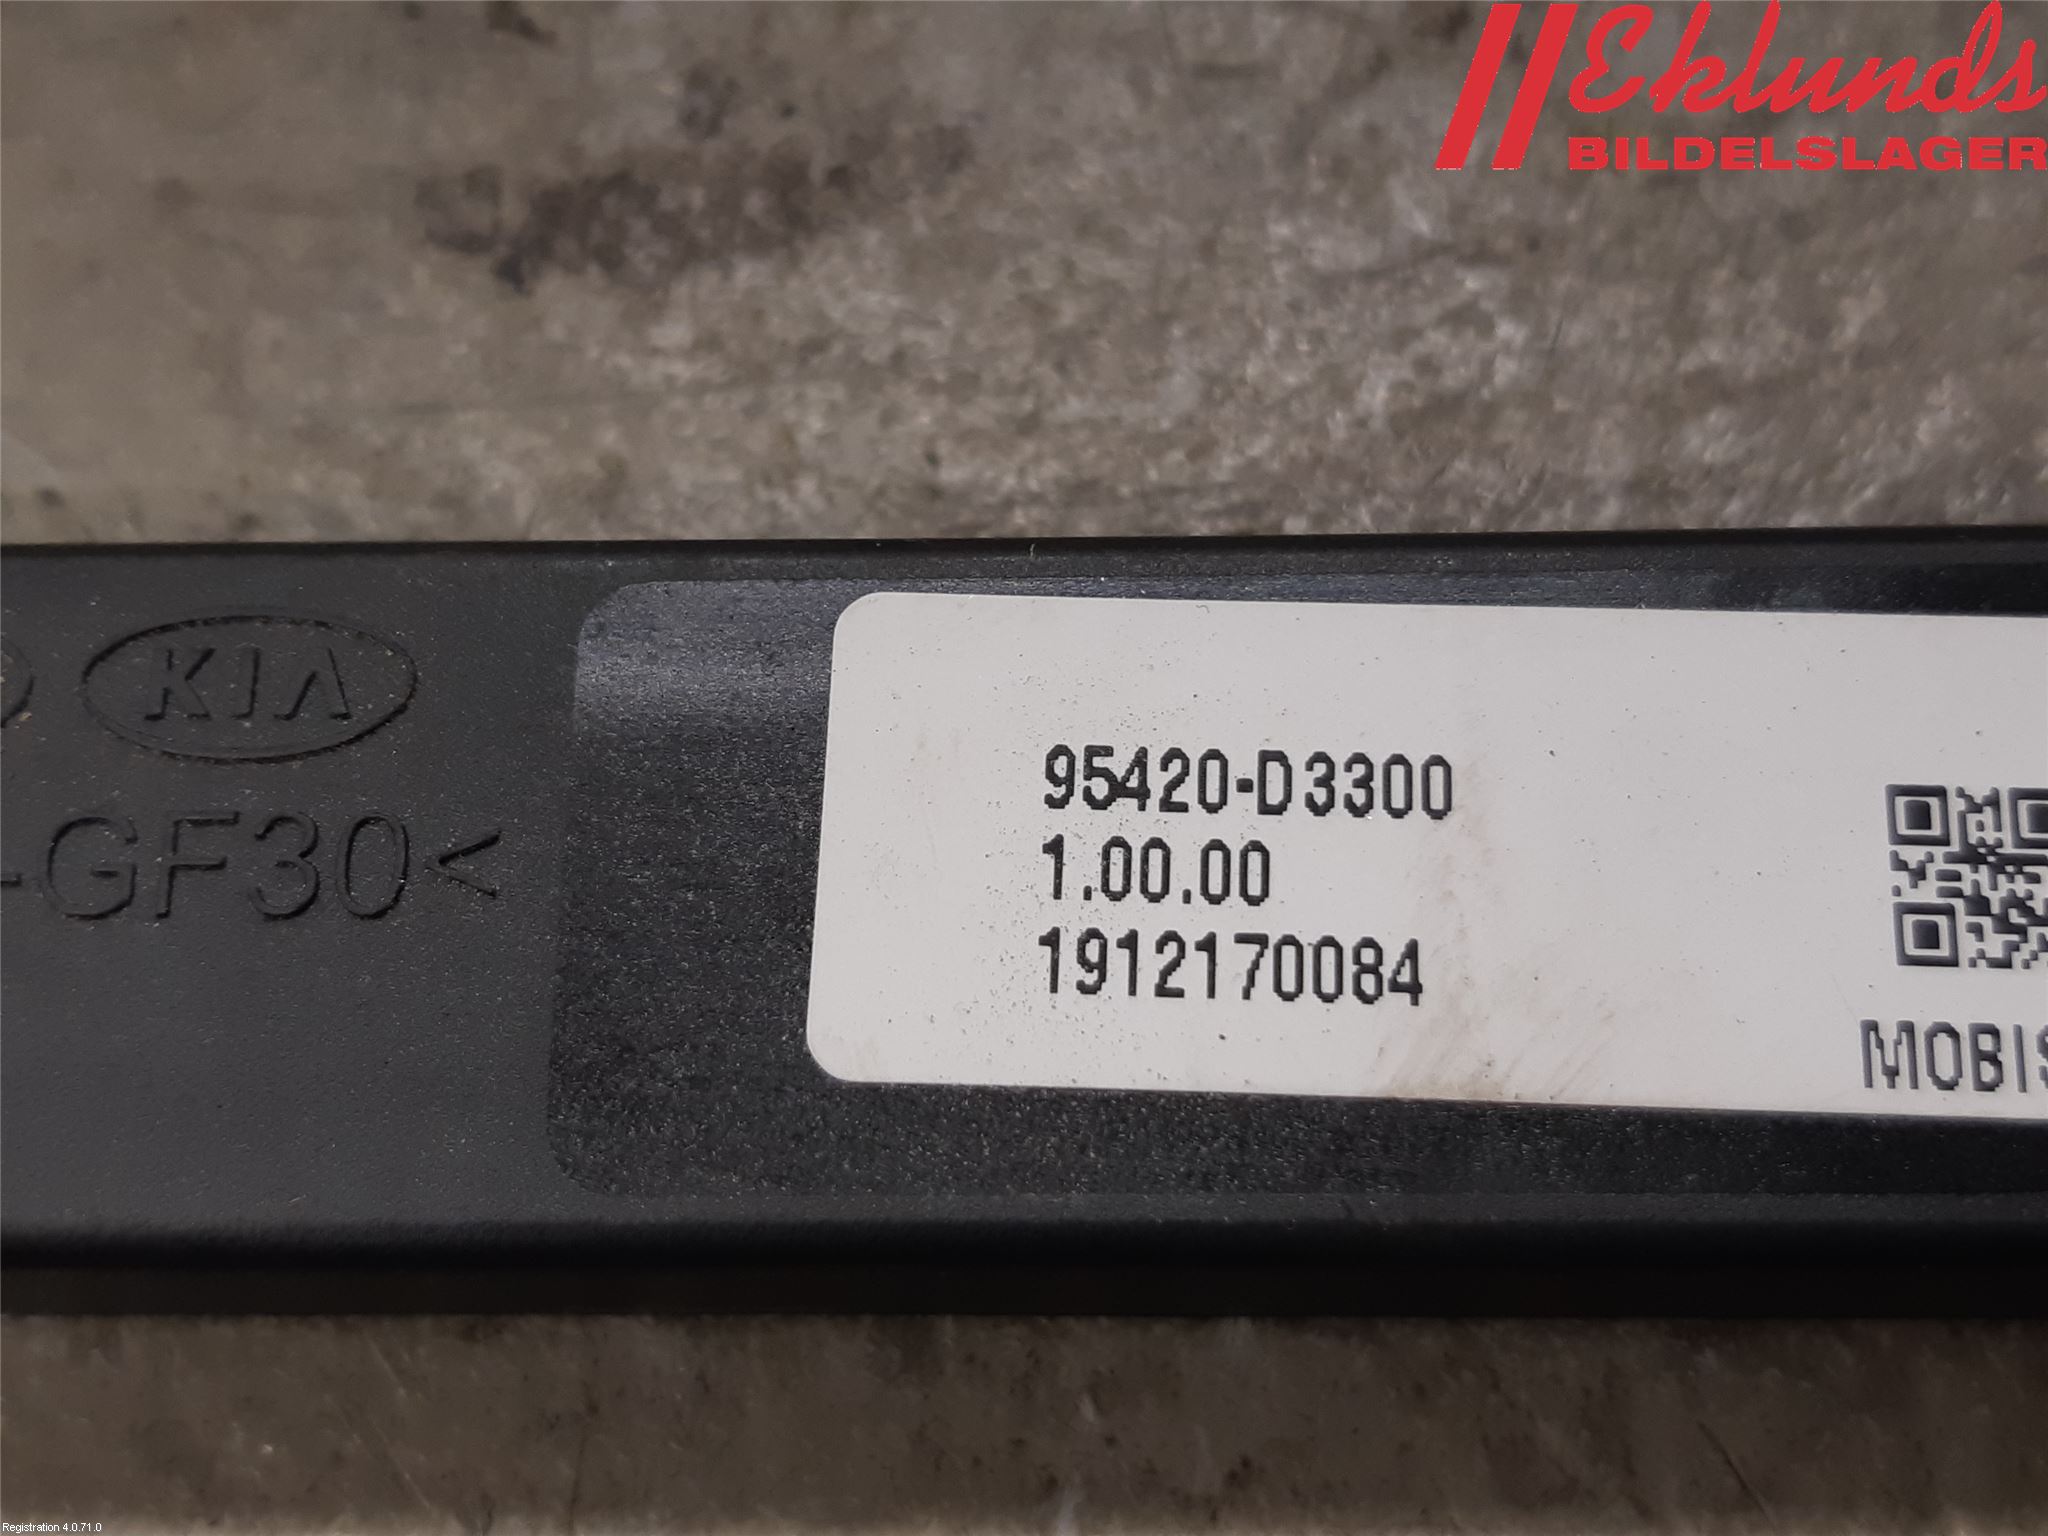 Eklunds
BILDELSLAGER
KIA
-GF30<
95420-D3300
1.00.00
1912170084
MOBIS
Registration 4.0.71.0